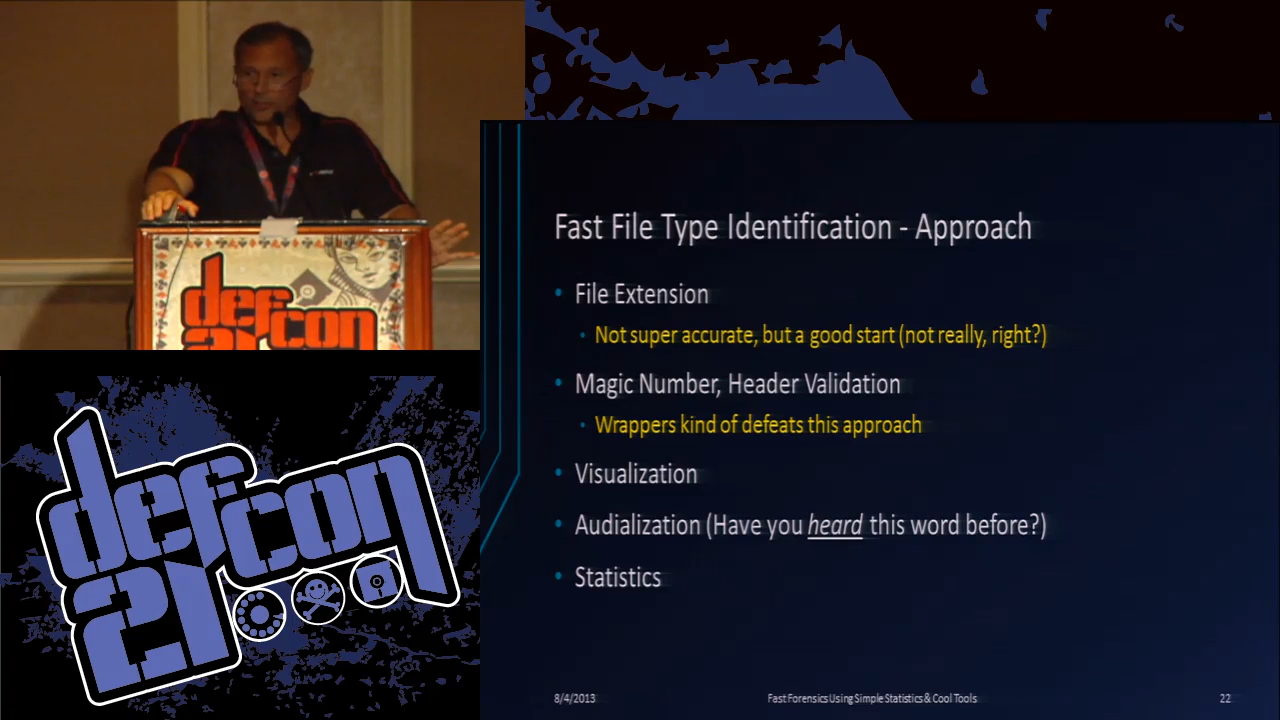 defcon
21
Fast File Type Identification - Approach
• File Extension
• Not super accurate, but a good start (not really, right?)
• Magic Number, Header Validation
• Wrappers kind of defeats this approach
• Visualization
• Audialization (Have you heard this word before?)
• Statistics
8/4/2013
Fast Forensics Using Simple Statistics & Cool Tools
22
defcon
21